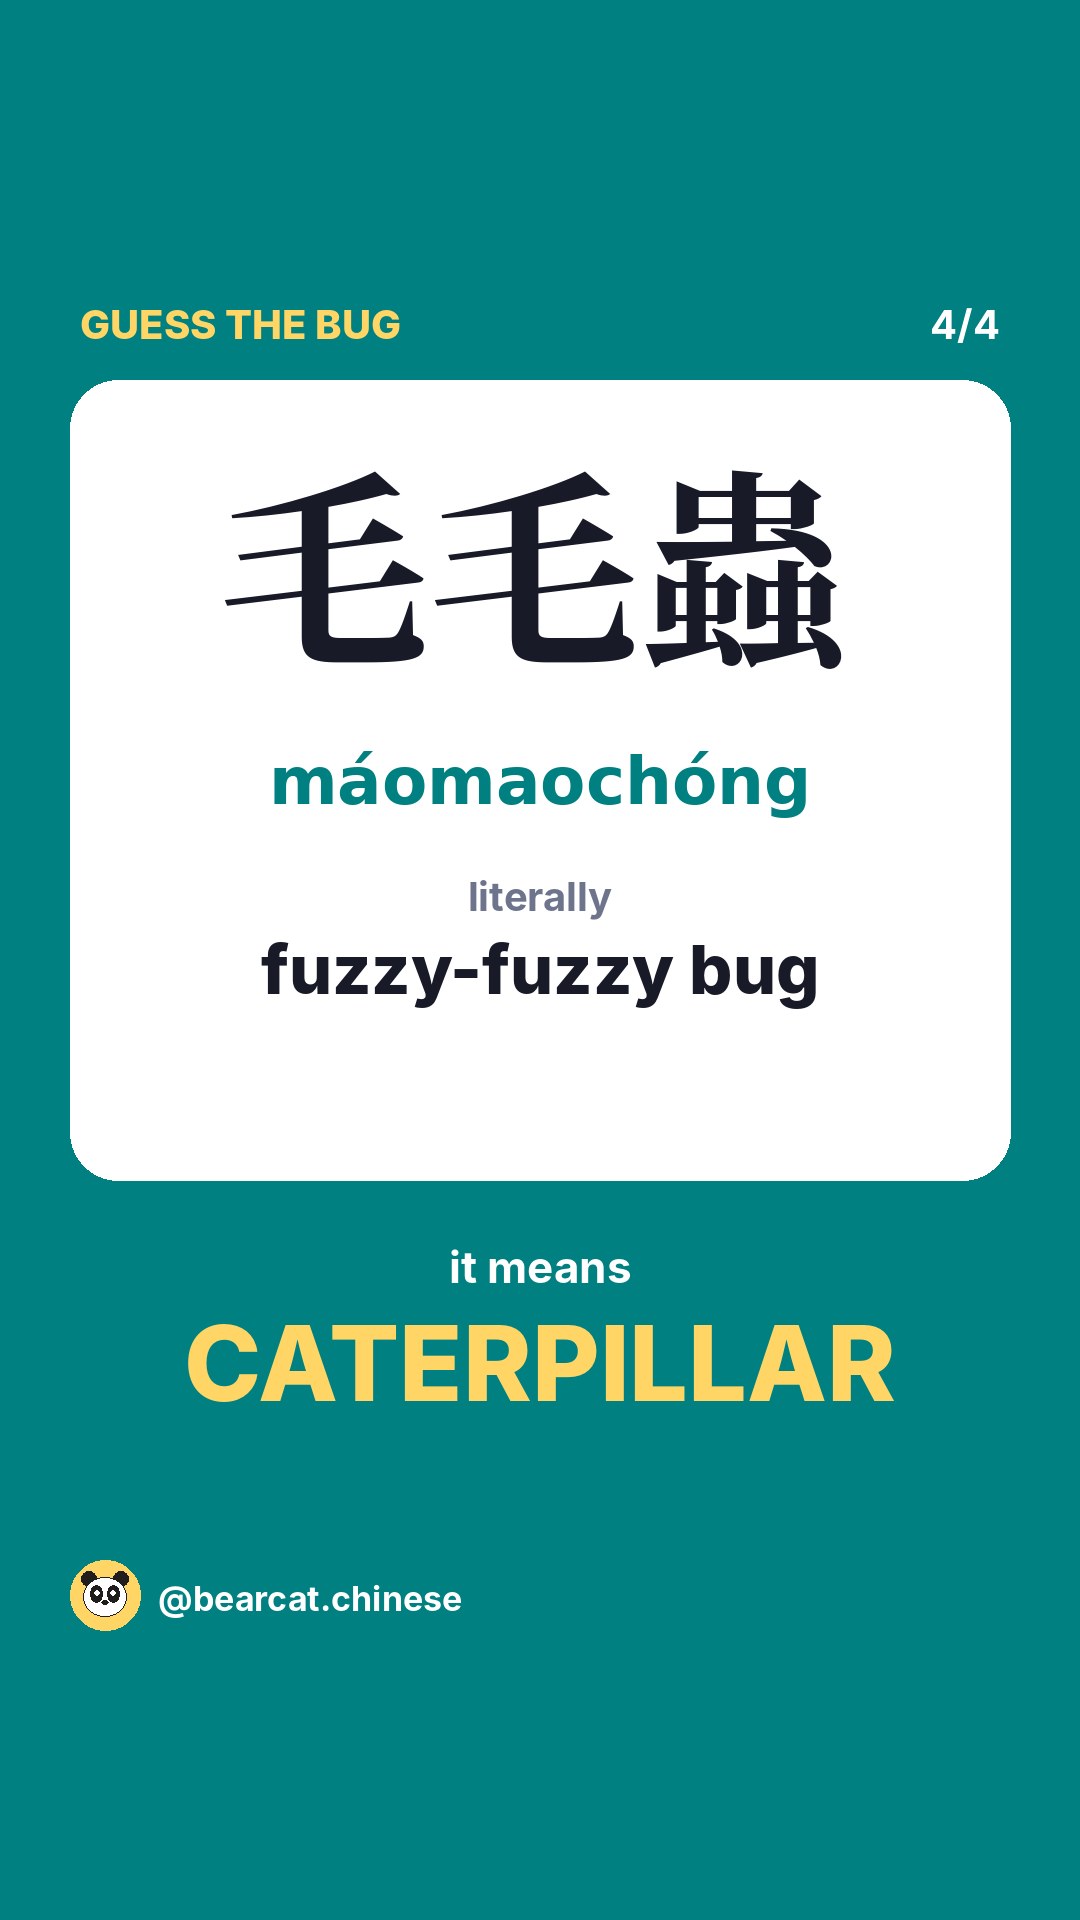 GUESS THE BUG
4/4
毛毛蟲
máomaochóng
literally
fuzzy-fuzzy bug
it means
CATERPILLAR
@bearcat.chinese